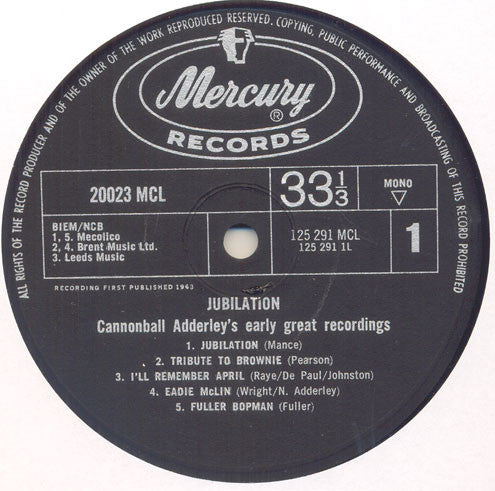 ALL RIGHTS OF THE RECORD PRODUCER AND OF THE OWNER OF THE WORK REPRODUCED RESERVED. COPYING, PUBLIC PERFORMANCE AND BROADCASTING OF THIS RECORD PROHIBITED
Mercury
®
RECORDS
20023 MCL
33 1/3
MONO
BIEM/NCB
1, 5. Mecolico
2, 4. Brent Music Ltd.
3. Leeds Music
125 291 MCL
125 291 1L
1
RECORDING FIRST PUBLISHED 1963
JUBILATION
Cannonball Adderley's early great recordings
1. JUBILATION (Mance)
2. TRIBUTE TO BROWNIE (Pearson)
3. I'LL REMEMBER APRIL (Raye/De Paul/Johnston)
4. EADIE McLIN (Wright/N. Adderley)
5. FULLER BOPMAN (Fuller)